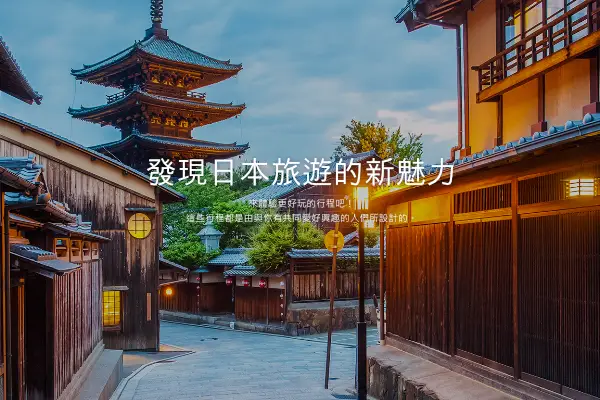 發現日本旅遊的新魅力
來體驗更好玩的行程吧！
這些行程都是由與你有共同愛好興趣的人們所設計的。